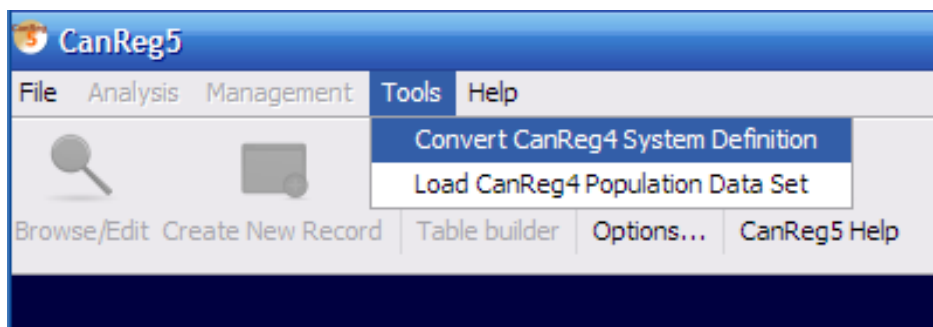 CanReg5
File Analysis Management Tools Help
Convert CanReg4 System Definition
Load CanReg4 Population Data Set
Browse/Edit Create New Record Table builder Options... CanReg5 Help